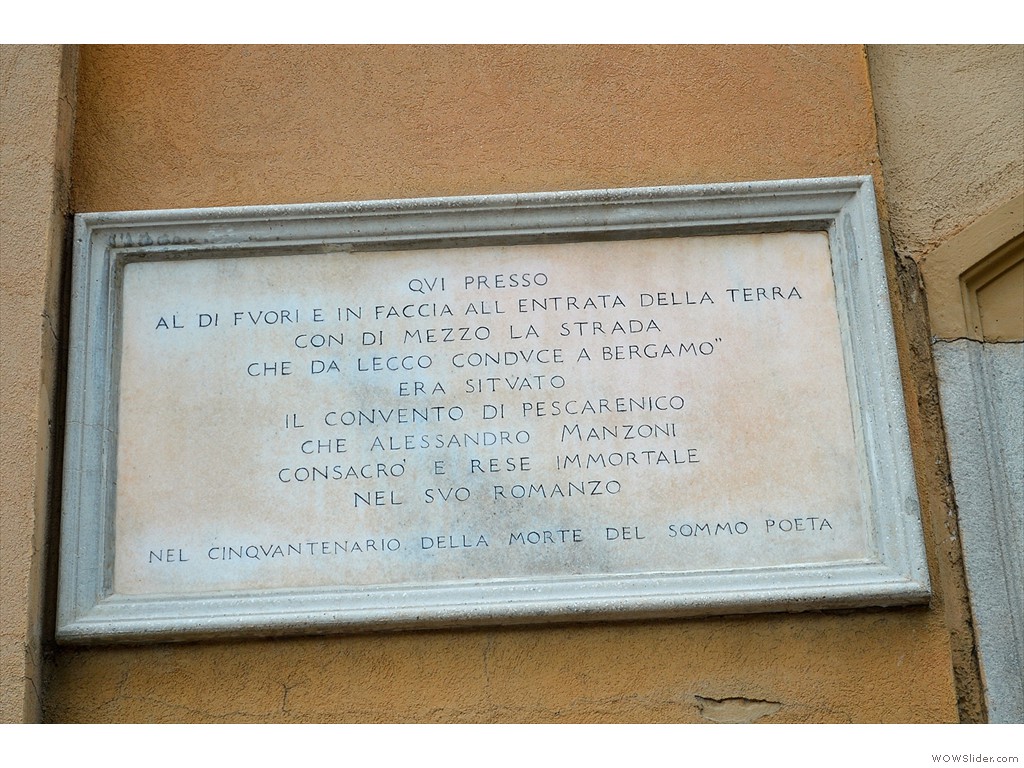 QVI PRESSO
AL DI FVORI E IN FACCIA ALL ENTRATA DELLA TERRA
CON DI MEZZO LA STRADA
CHE DA LECCO CONDVCE A BERGAMO"
ERA SITVATO
IL CONVENTO DI PESCARENICO
CHE ALESSANDRO MANZONI
CONSACRO' E RESE IMMORTALE
NEL SVO ROMANZO
NEL CINQVANTENARIO DELLA MORTE DEL SOMMO POETA
WOWSlider.com